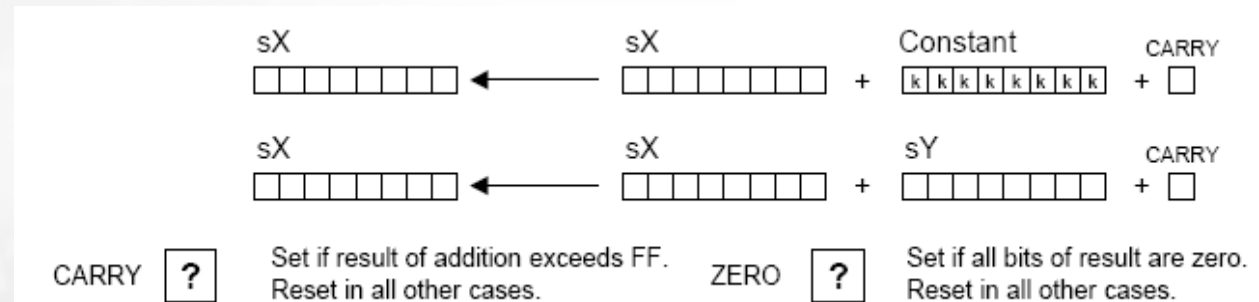 sX sX Constant CARRY
+ k k k k k k k k +
sX sX sY CARRY
+ +
CARRY ? Set if result of addition exceeds FF. ZERO ? Set if all bits of result are zero.
Reset in all other cases. Reset in all other cases.